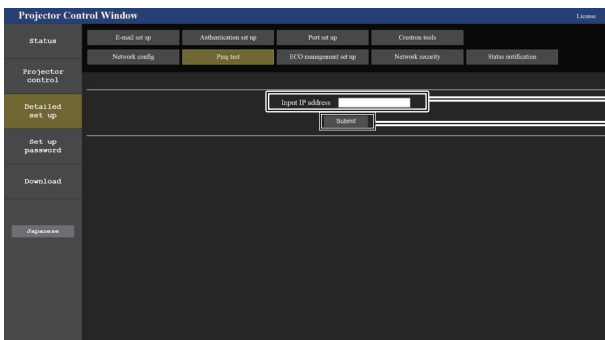 Projector Control Window
License
Status
E-mail set up
Authentication set up
Port set up
Crestron tools
Network config
Ping test
ECO management set up
Network security
Status notification
Projector
control
Detailed
set up
Set up
password
Download
Japanese
Input IP address
Submit